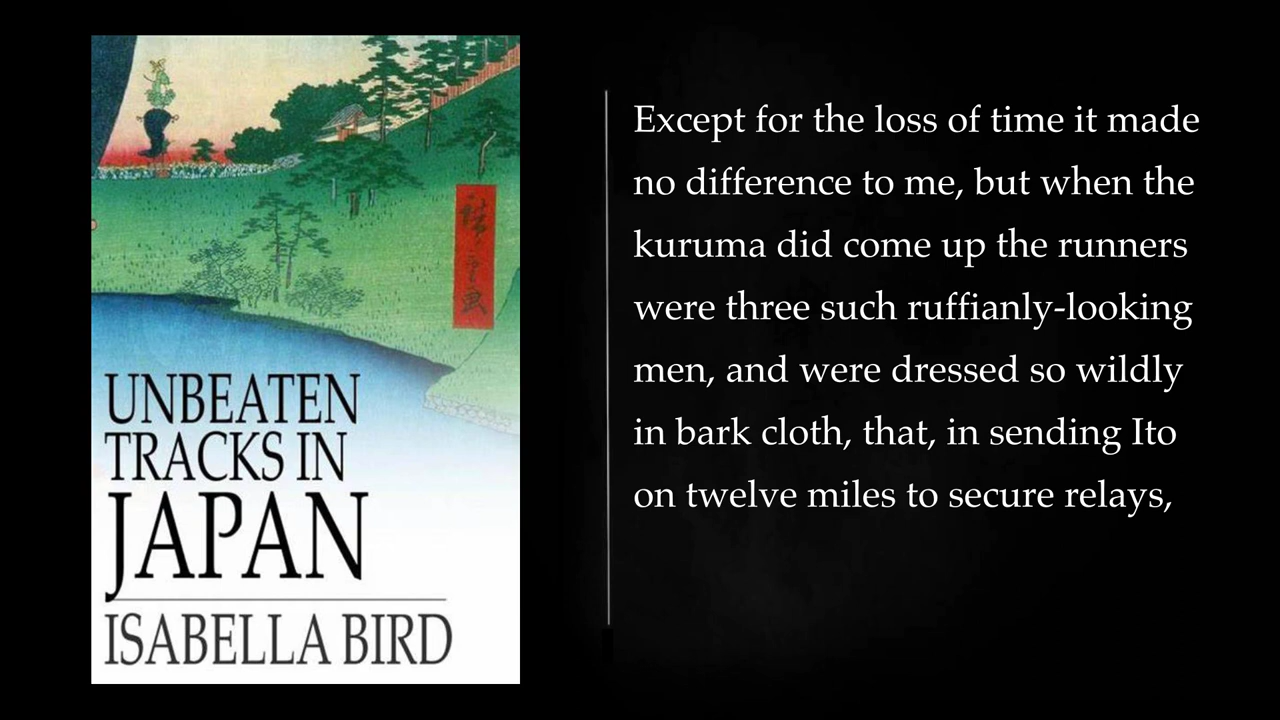 UNBEATEN
TRACKS IN
JAPAN
ISABELLA BIRD
Except for the loss of time it made
no difference to me, but when the
kuruma did come up the runners
were three such ruffianly-looking
men, and were dressed so wildly
in bark cloth, that, in sending Ito
on twelve miles to secure relays,